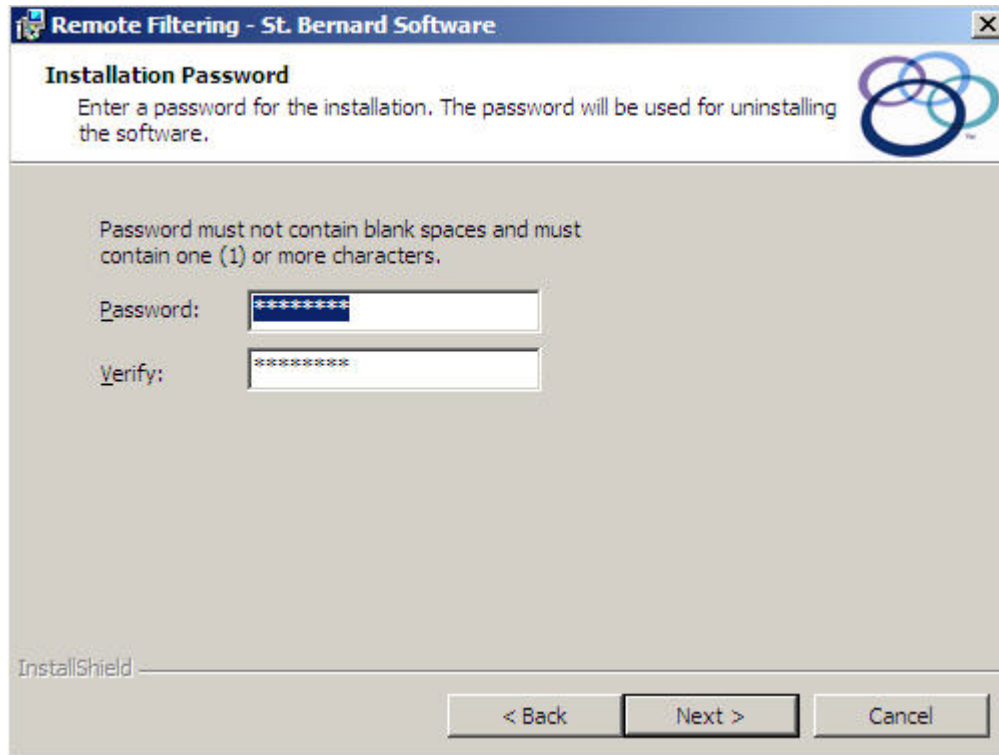 Remote Filtering - St. Bernard Software
Installation Password
Enter a password for the installation. The password will be used for uninstalling
the software.
Password must not contain blank spaces and must
contain one (1) or more characters.
Password: ********
Verify: ********
InstallShield
< Back Next > Cancel